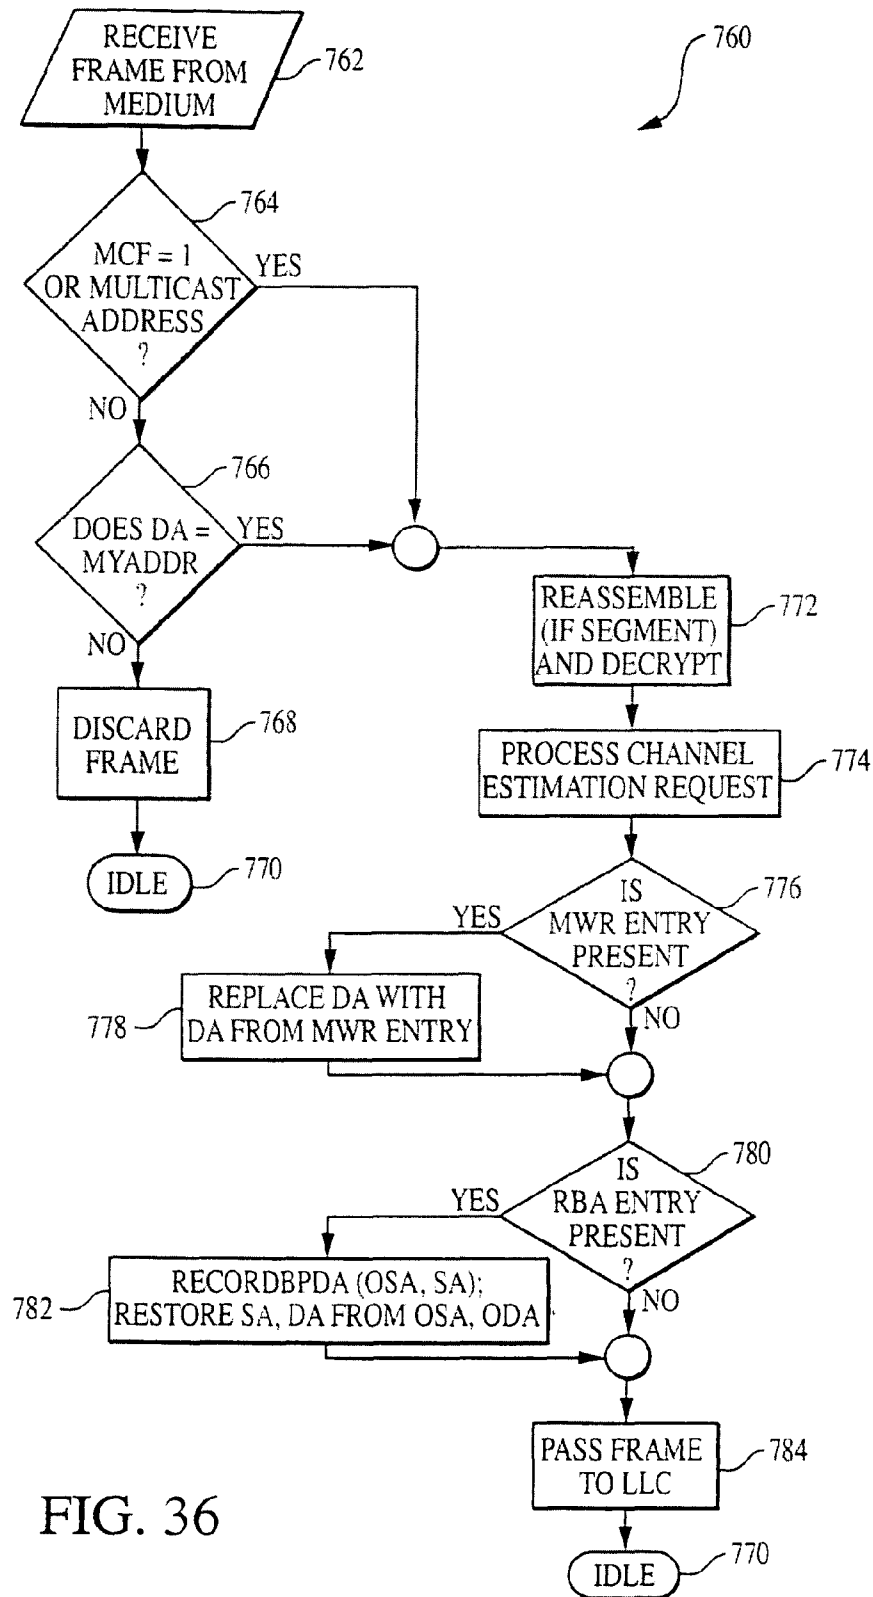 RECEIVE
FRAME FROM
MEDIUM
762
760
764
MCF = 1
OR MULTICAST
ADDRESS
?
YES
NO
766
DOES DA =
MYADDR
?
YES
NO
DISCARD
FRAME
768
IDLE
770
REASSEMBLE
(IF SEGMENT)
AND DECRYPT
772
PROCESS CHANNEL
ESTIMATION REQUEST
774
IS
MWR ENTRY
PRESENT
?
776
YES
NO
REPLACE DA WITH
DA FROM MWR ENTRY
778
IS
RBA ENTRY
PRESENT
?
780
YES
NO
RECORDBPDA (OSA, SA);
RESTORE SA, DA FROM OSA, ODA
782
PASS FRAME
TO LLC
784
IDLE
770
FIG. 36